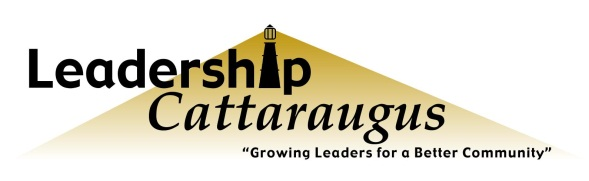 Leadership
Cattaraugus
“Growing Leaders for a Better Community”